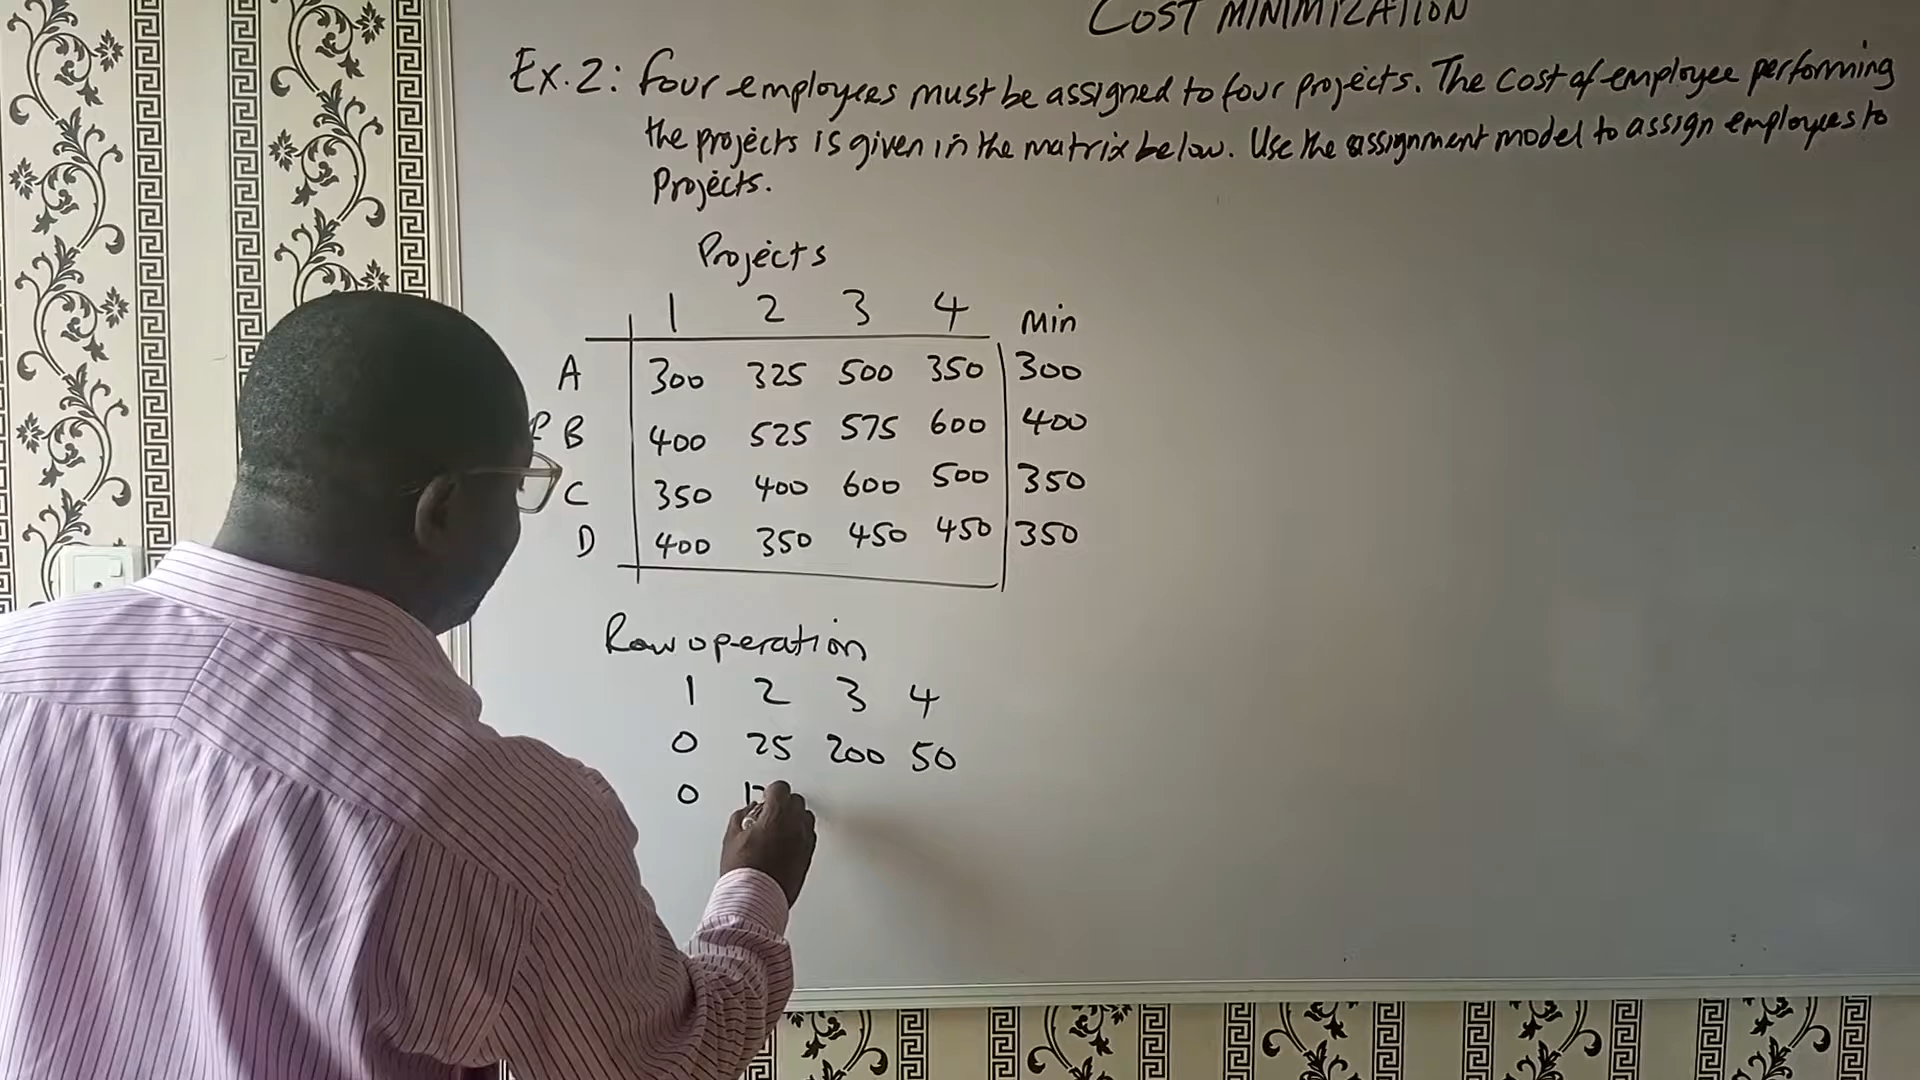 COST MINIMIZATION
Ex.2: Four employees must be assigned to four projects. The cost of employee performing
the projects is given in the matrix below. Use the assignment model to assign employees to
Projects.
Projects
1 2 3 4 Min
A 300 325 500 350 300
B 400 525 575 600 400
C 350 400 600 500 350
D 400 350 450 450 350
Row operation
1 2 3 4
0 25 200 50
0